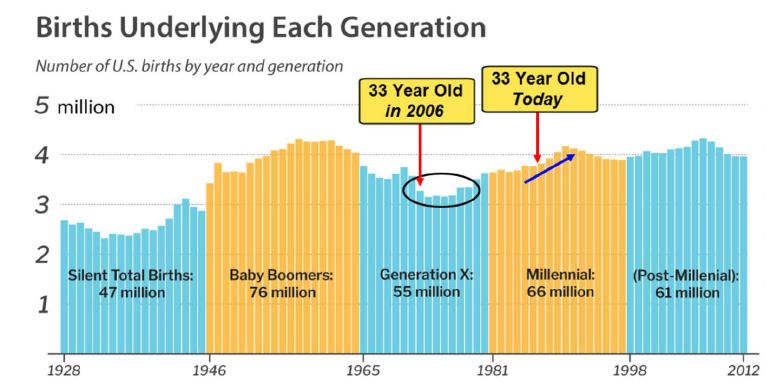 Births Underlying Each Generation
Number of U.S. births by year and generation
33 Year Old
in 2006
33 Year Old
Today
5 million
4
3
2
1
Silent Total Births:
47 million
Baby Boomers:
76 million
Generation X:
55 million
Millennial:
66 million
(Post-Millenial):
61 million
1928
1946
1965
1981
1998
2012